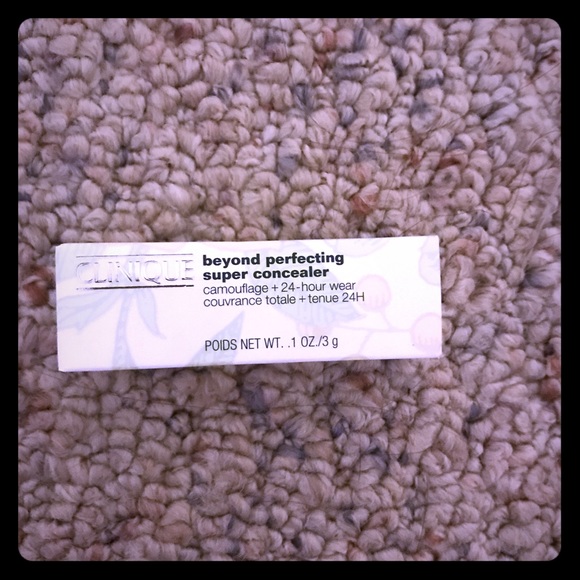 CLINIQUE
beyond perfecting
super concealer
camouflage + 24-hour wear
couvrance totale + tenue 24H
POIDS NET WT. .1 OZ./3 g